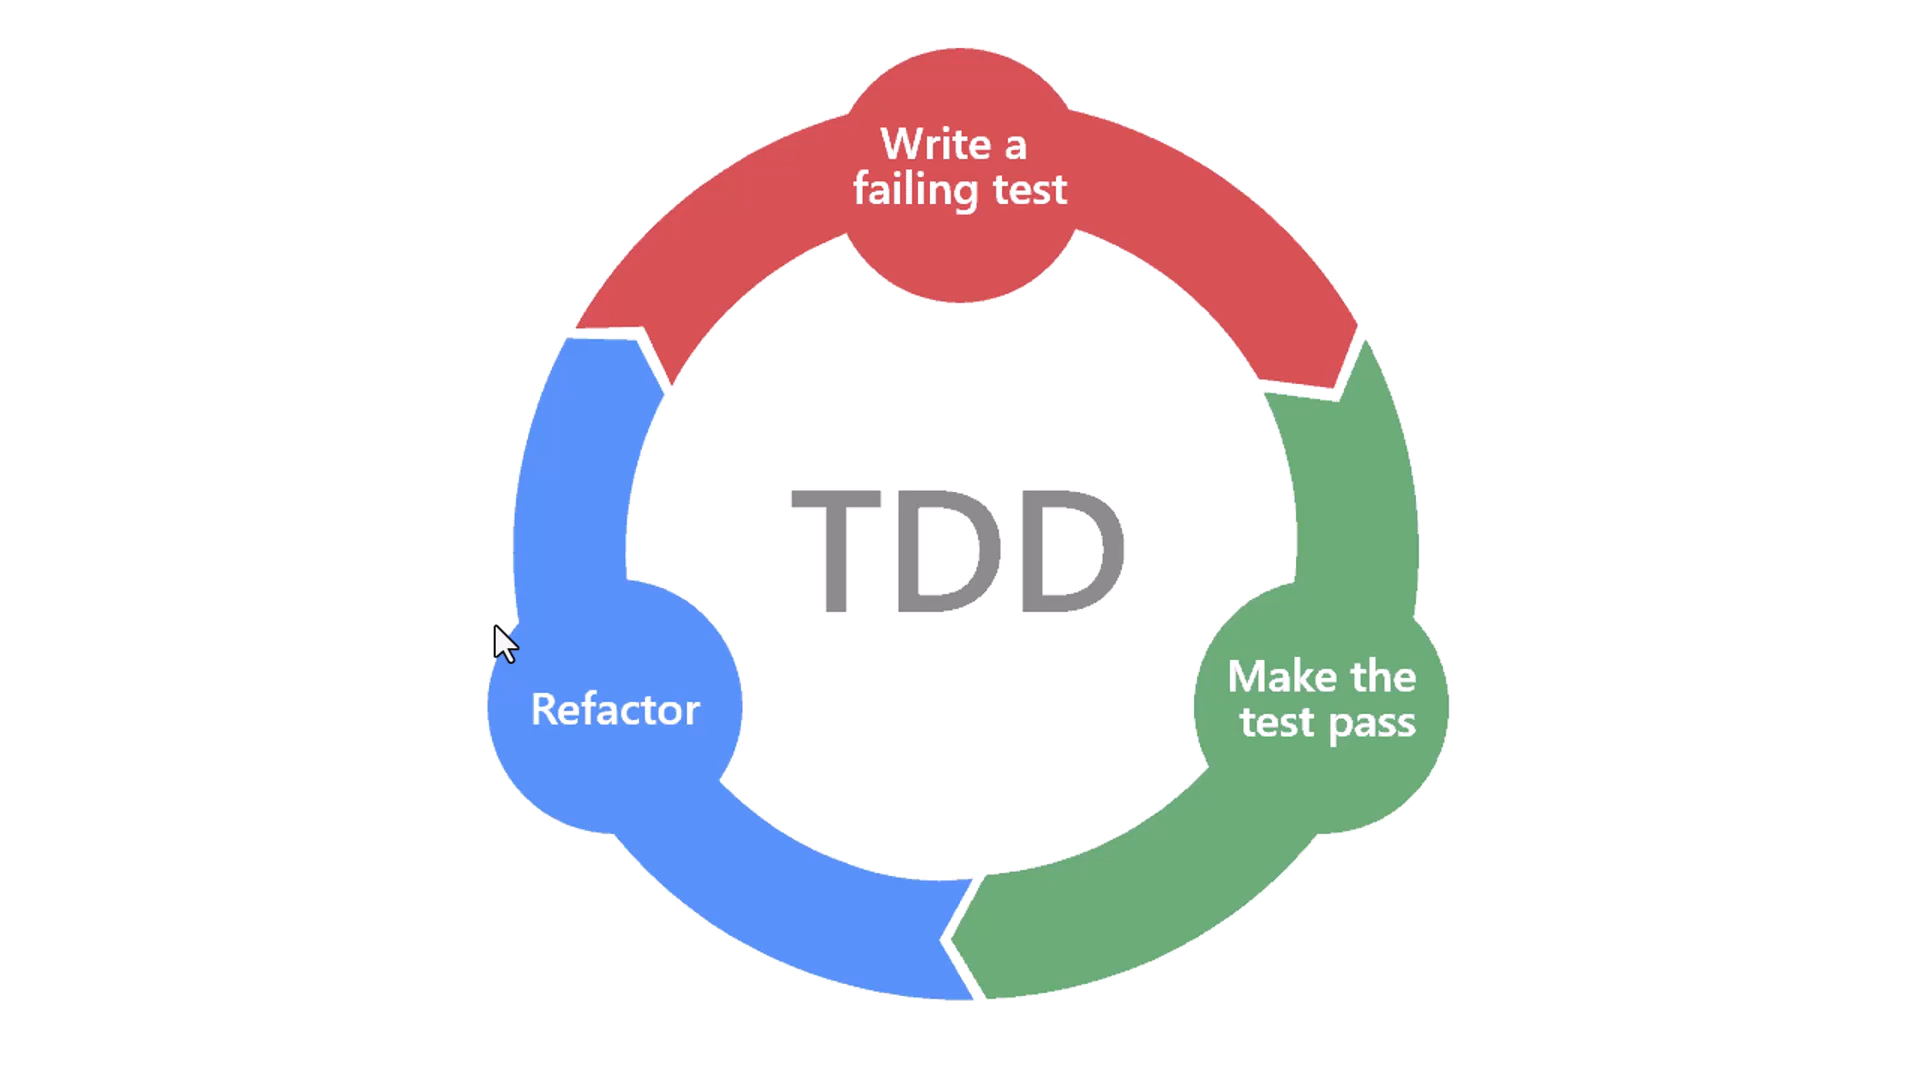 Write a
failing test
TDD
Refactor
Make the
test pass